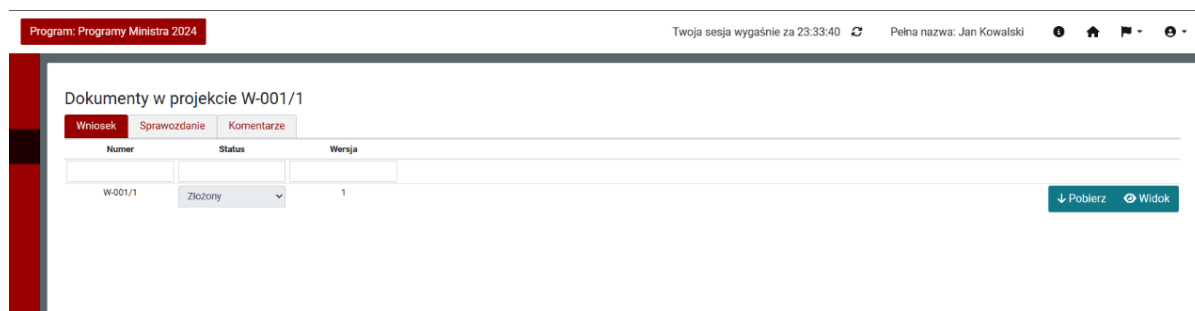 Program: Programy Ministra 2024 Twoja sesja wygaśnie za 23:33:40 Pełna nazwa: Jan Kowalski
Dokumenty w projekcie W-001/1
Wniosek Sprawozdanie Komentarze
Numer Status Wersja
W-001/1 Złożony 1 Pobierz Widok